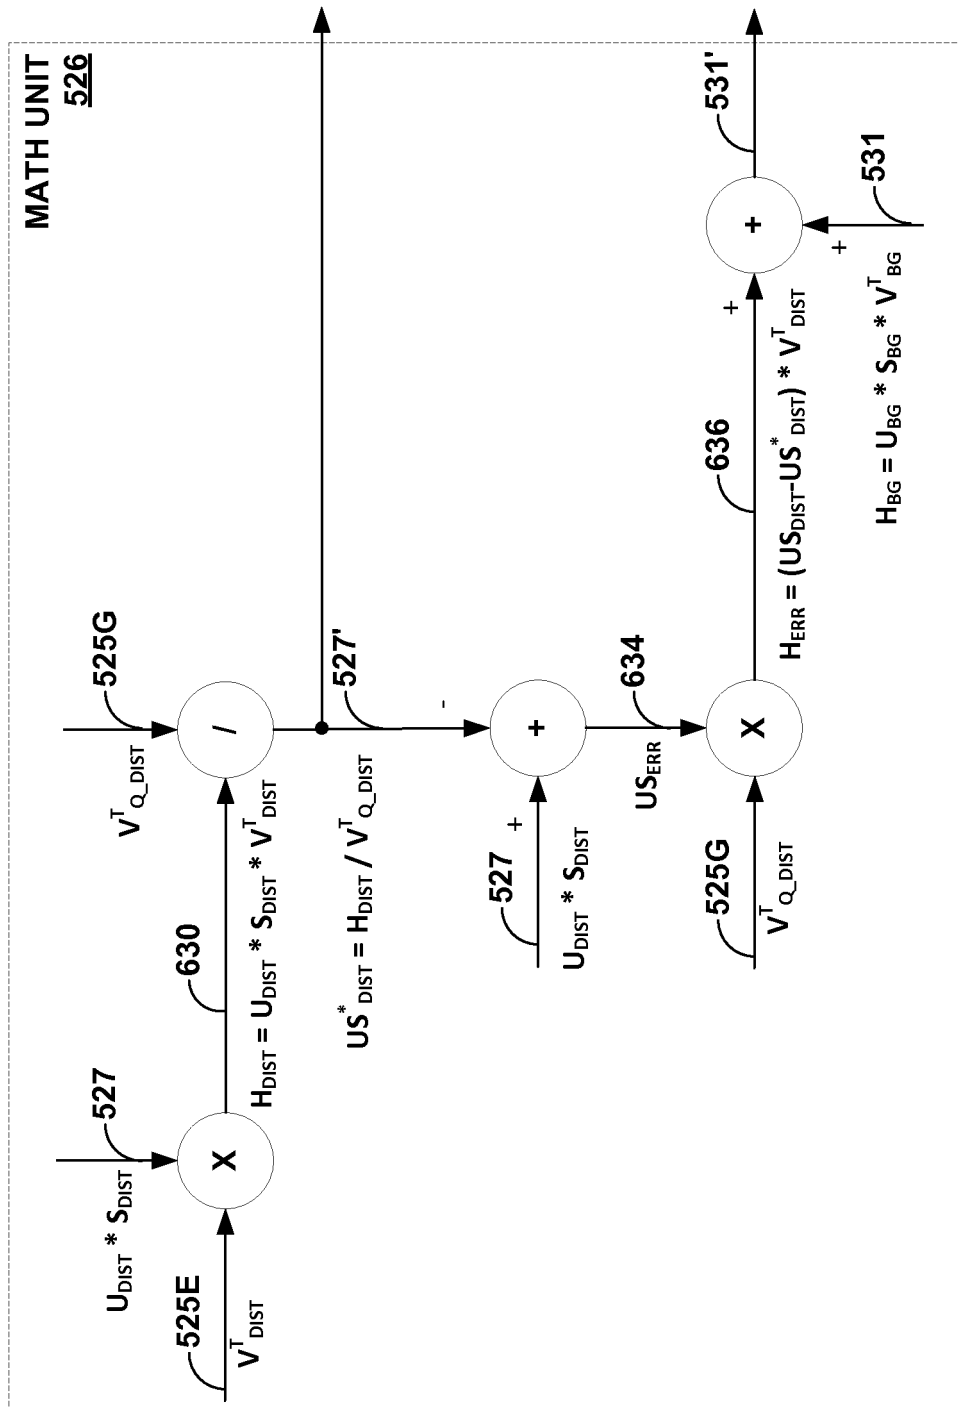 MATH UNIT
526
525G
V^T_Q_DIST
/
527
U_DIST * S_DIST
X
525E
V^T_DIST
630
H_DIST = U_DIST * S_DIST * V^T_DIST
527'
US^*_DIST = H_DIST / V^T_Q_DIST
-
527
U_DIST * S_DIST
+
+
634
US_ERR
525G
V^T_Q_DIST
X
636
H_ERR = (US_DIST-US^*_DIST) * V^T_DIST
+
+
531'
+
531
H_BG = U_BG * S_BG * V^T_BG